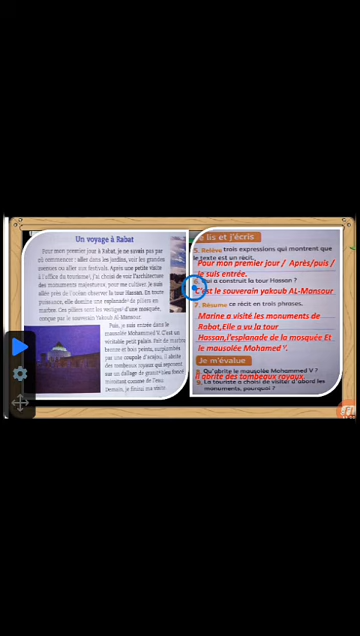 Un voyage à Rabat
Pour mon premier jour à Rabat, je ne savais pas par
où commencer : aller dans les jardins, voir les grandes
ou aller aux festivals. Après une petite visite
à l'office du tourisme, j'ai choisi de voir l'architecture
des monuments majestueux, pour me cultiver. Je suis
allée près de l'océan observer la tour Hassan. En toute
puissance, elle domine une esplanade de piliers en
marbre. Ces piliers sont les vestiges d'une mosquée,
conçue par le souverain Yakoub Al-Mansour.
Puis, je suis entrée dans le
mausolée Mohammed V. C'est un
véritable petit palais. Fait de marbre,
bronze et bois peints, surplombés
par une coupole d'acajou, il abrite
des tombeaux royaux qui reposent
sur un dallage de granit bleu foncé
miroitant comme de l'eau.
Demain, je finirai ma visite.
e lis et j'écris
5. Relève trois expressions qui montrent que
le texte est un récit.
Pour mon premier jour / Après/puis /
je suis entrée.
ui a construit la tour Hassan ?
C'est le souverain yakoub AL-Mansour
7. Résume ce récit en trois phrases.
Marine a visité les monuments de
Rabat,Elle a vu la tour
Hassan,l'esplanade de la mosquée Et
le mausolée Mohamed V.
Je m'évalue
8. Qu'abrite le mausolée Mohammed V ?
Il abrite des tombeaux royaux.
9. La touriste a choisi de visiter d'abord les
monuments, pourquoi ?